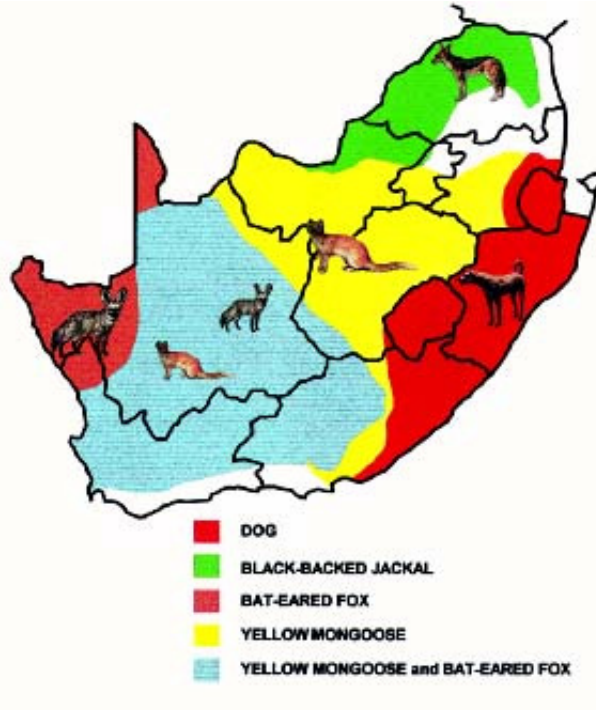 DOG
BLACK-BACKED JACKAL
BAT-EARED FOX
YELLOW MONGOOSE
YELLOW MONGOOSE and BAT-EARED FOX